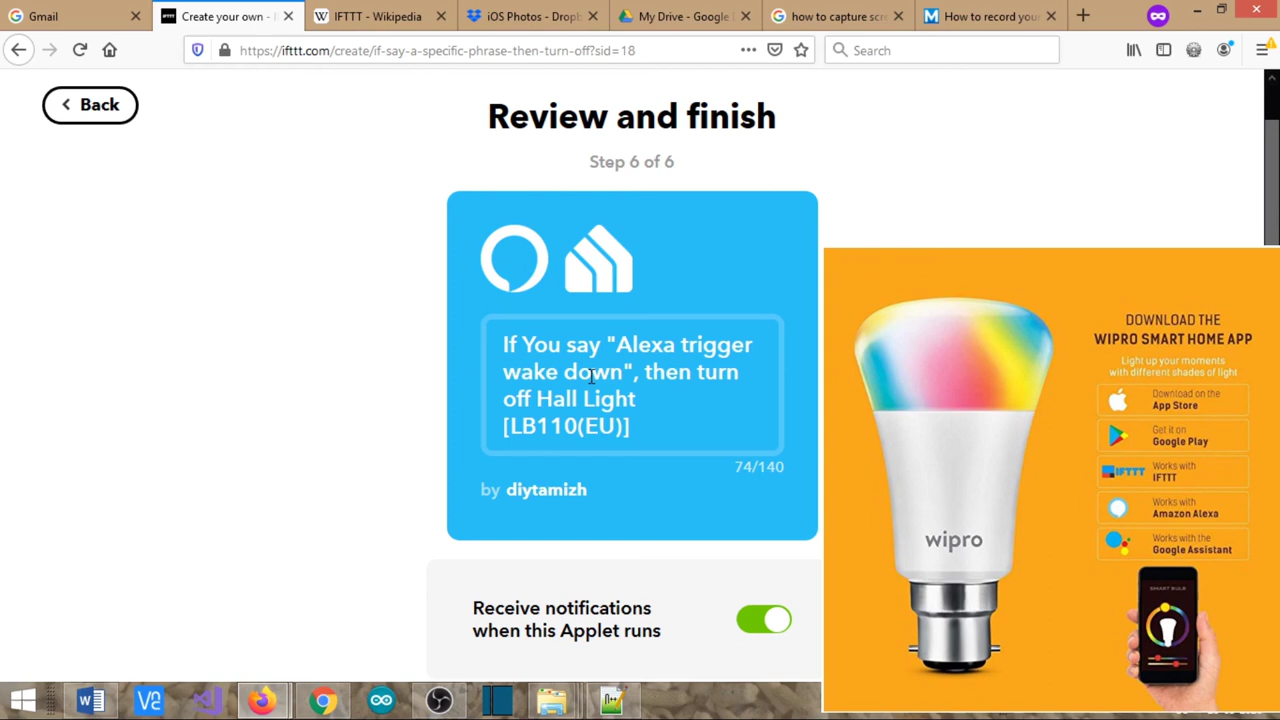 Gmail
Create your own -
IFTTT - Wikipedia
iOS Photos - Dropb
My Drive - Google
how to capture scr
How to record you
https://ifttt.com/create/if-say-a-specific-phrase-then-turn-off?sid=18
Search
Back
Review and finish
Step 6 of 6
If You say "Alexa trigger
wake down", then turn
off Hall Light
[LB110(EU)]
74/140
by diytamizh
Receive notifications
when this Applet runs
DOWNLOAD THE
WIPRO SMART HOME APP
Light up your moments
with different shades of light
Download on the
App Store
Get it on
Google Play
IFTTT
Works with
IFTTT
Works with
Amazon Alexa
Works with the
Google Assistant
wipro
SMART BULB